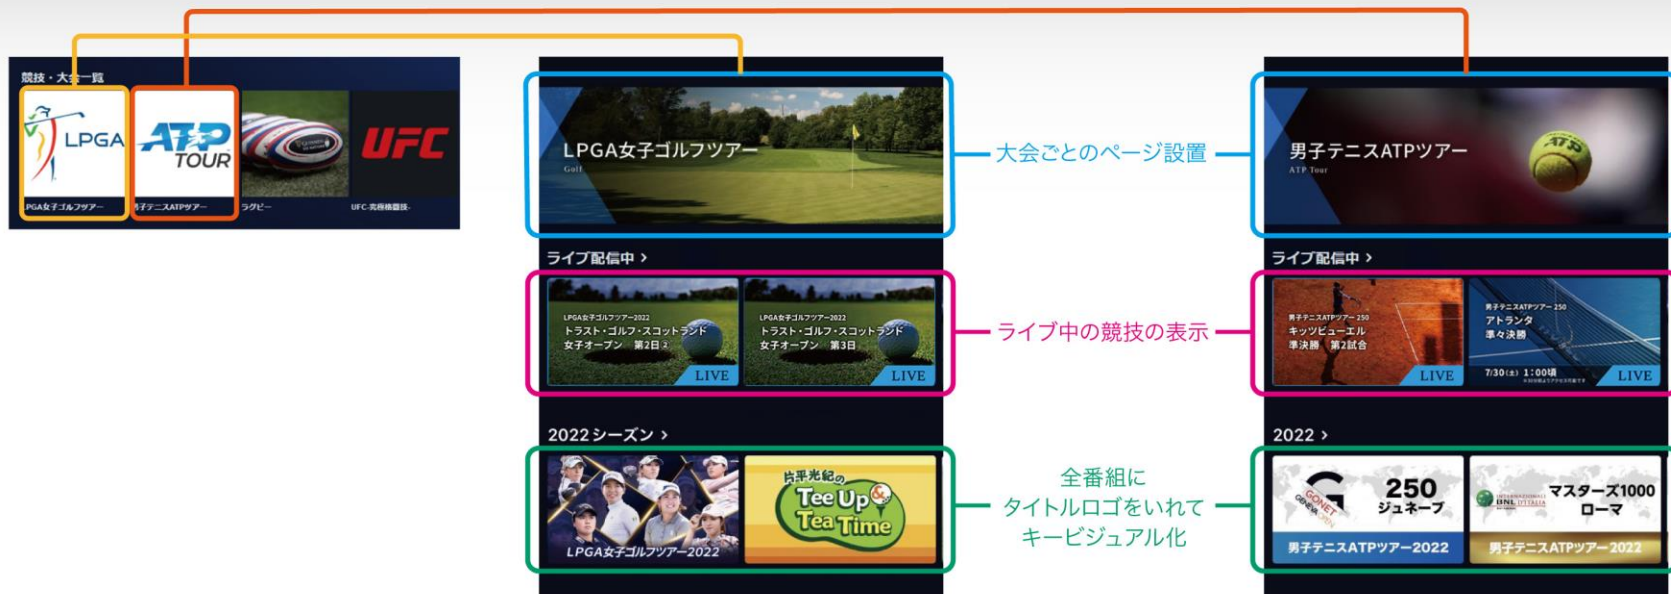 競技・大会一覧
LPGA
ATP
TOUR
UFC
LPGA女子ゴルフツアー
男子テニスATPツアー
ラグビー
UFC-究極格闘技-
LPGA女子ゴルフツアー
Golf
ライブ配信中 >
LPGA女子ゴルフツアー2022
トラスト・ゴルフ・スコットランド
女子オープン 第2日②
LIVE
LPGA女子ゴルフツアー2022
トラスト・ゴルフ・スコットランド
女子オープン 第3日
LIVE
2022シーズン >
LPGA女子ゴルフツアー2022
片平光紀の
Tee Up &
Tea Time
大会ごとのページ設置
ライブ中の競技の表示
全番組に
タイトルロゴをいれて
キービジュアル化
男子テニスATPツアー
ATP Tour
ATP
ライブ配信中 >
男子テニスATPツアー 250
キッツビューエル
準決勝 第2試合
LIVE
男子テニスATPツアー 250
アトランタ
準々決勝
7/30(土) 1:00頃
LIVE
2022 >
GONET
GENEVA OPEN
250
ジュネーブ
男子テニスATPツアー2022
INTERNAZIONALI
BNL D'ITALIA
マスターズ1000
ローマ
男子テニスATPツアー2022